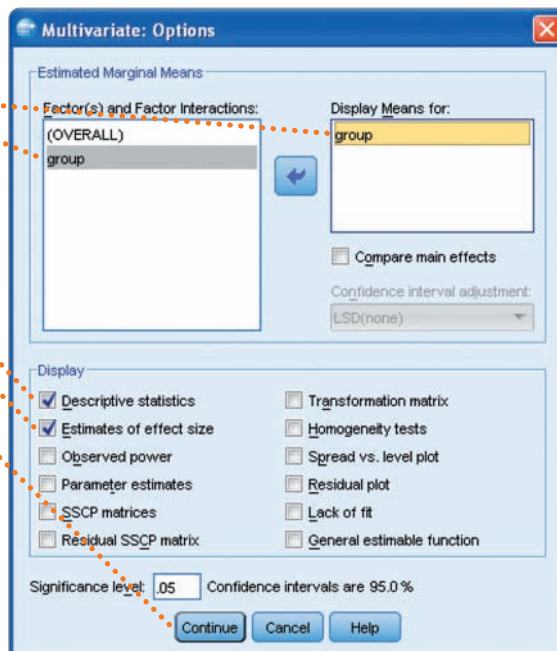 Multivariate: Options
Estimated Marginal Means
Factor(s) and Factor Interactions:
(OVERALL)
group
Display Means for:
group
Compare main effects
Confidence interval adjustment:
LSD(none)
Display
Descriptive statistics
Transformation matrix
Estimates of effect size
Homogeneity tests
Observed power
Spread vs. level plot
Parameter estimates
Residual plot
SSCP matrices
Lack of fit
Residual SSCP matrix
General estimable function
Significance level: .05 Confidence intervals are 95.0 %
Continue Cancel Help